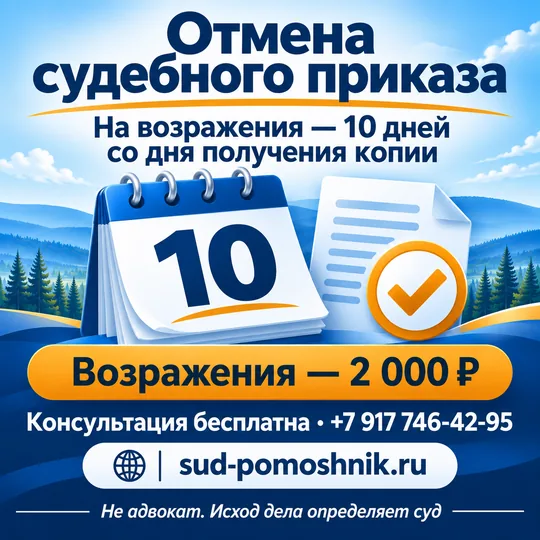 Отмена
судебного приказа
На возражения — 10 дней
со дня получения копии
10
Возражения — 2 000 ₽
Консультация бесплатна • +7 917 746-42-95
sud-pomoshnik.ru
Не адвокат. Исход дела определяет суд